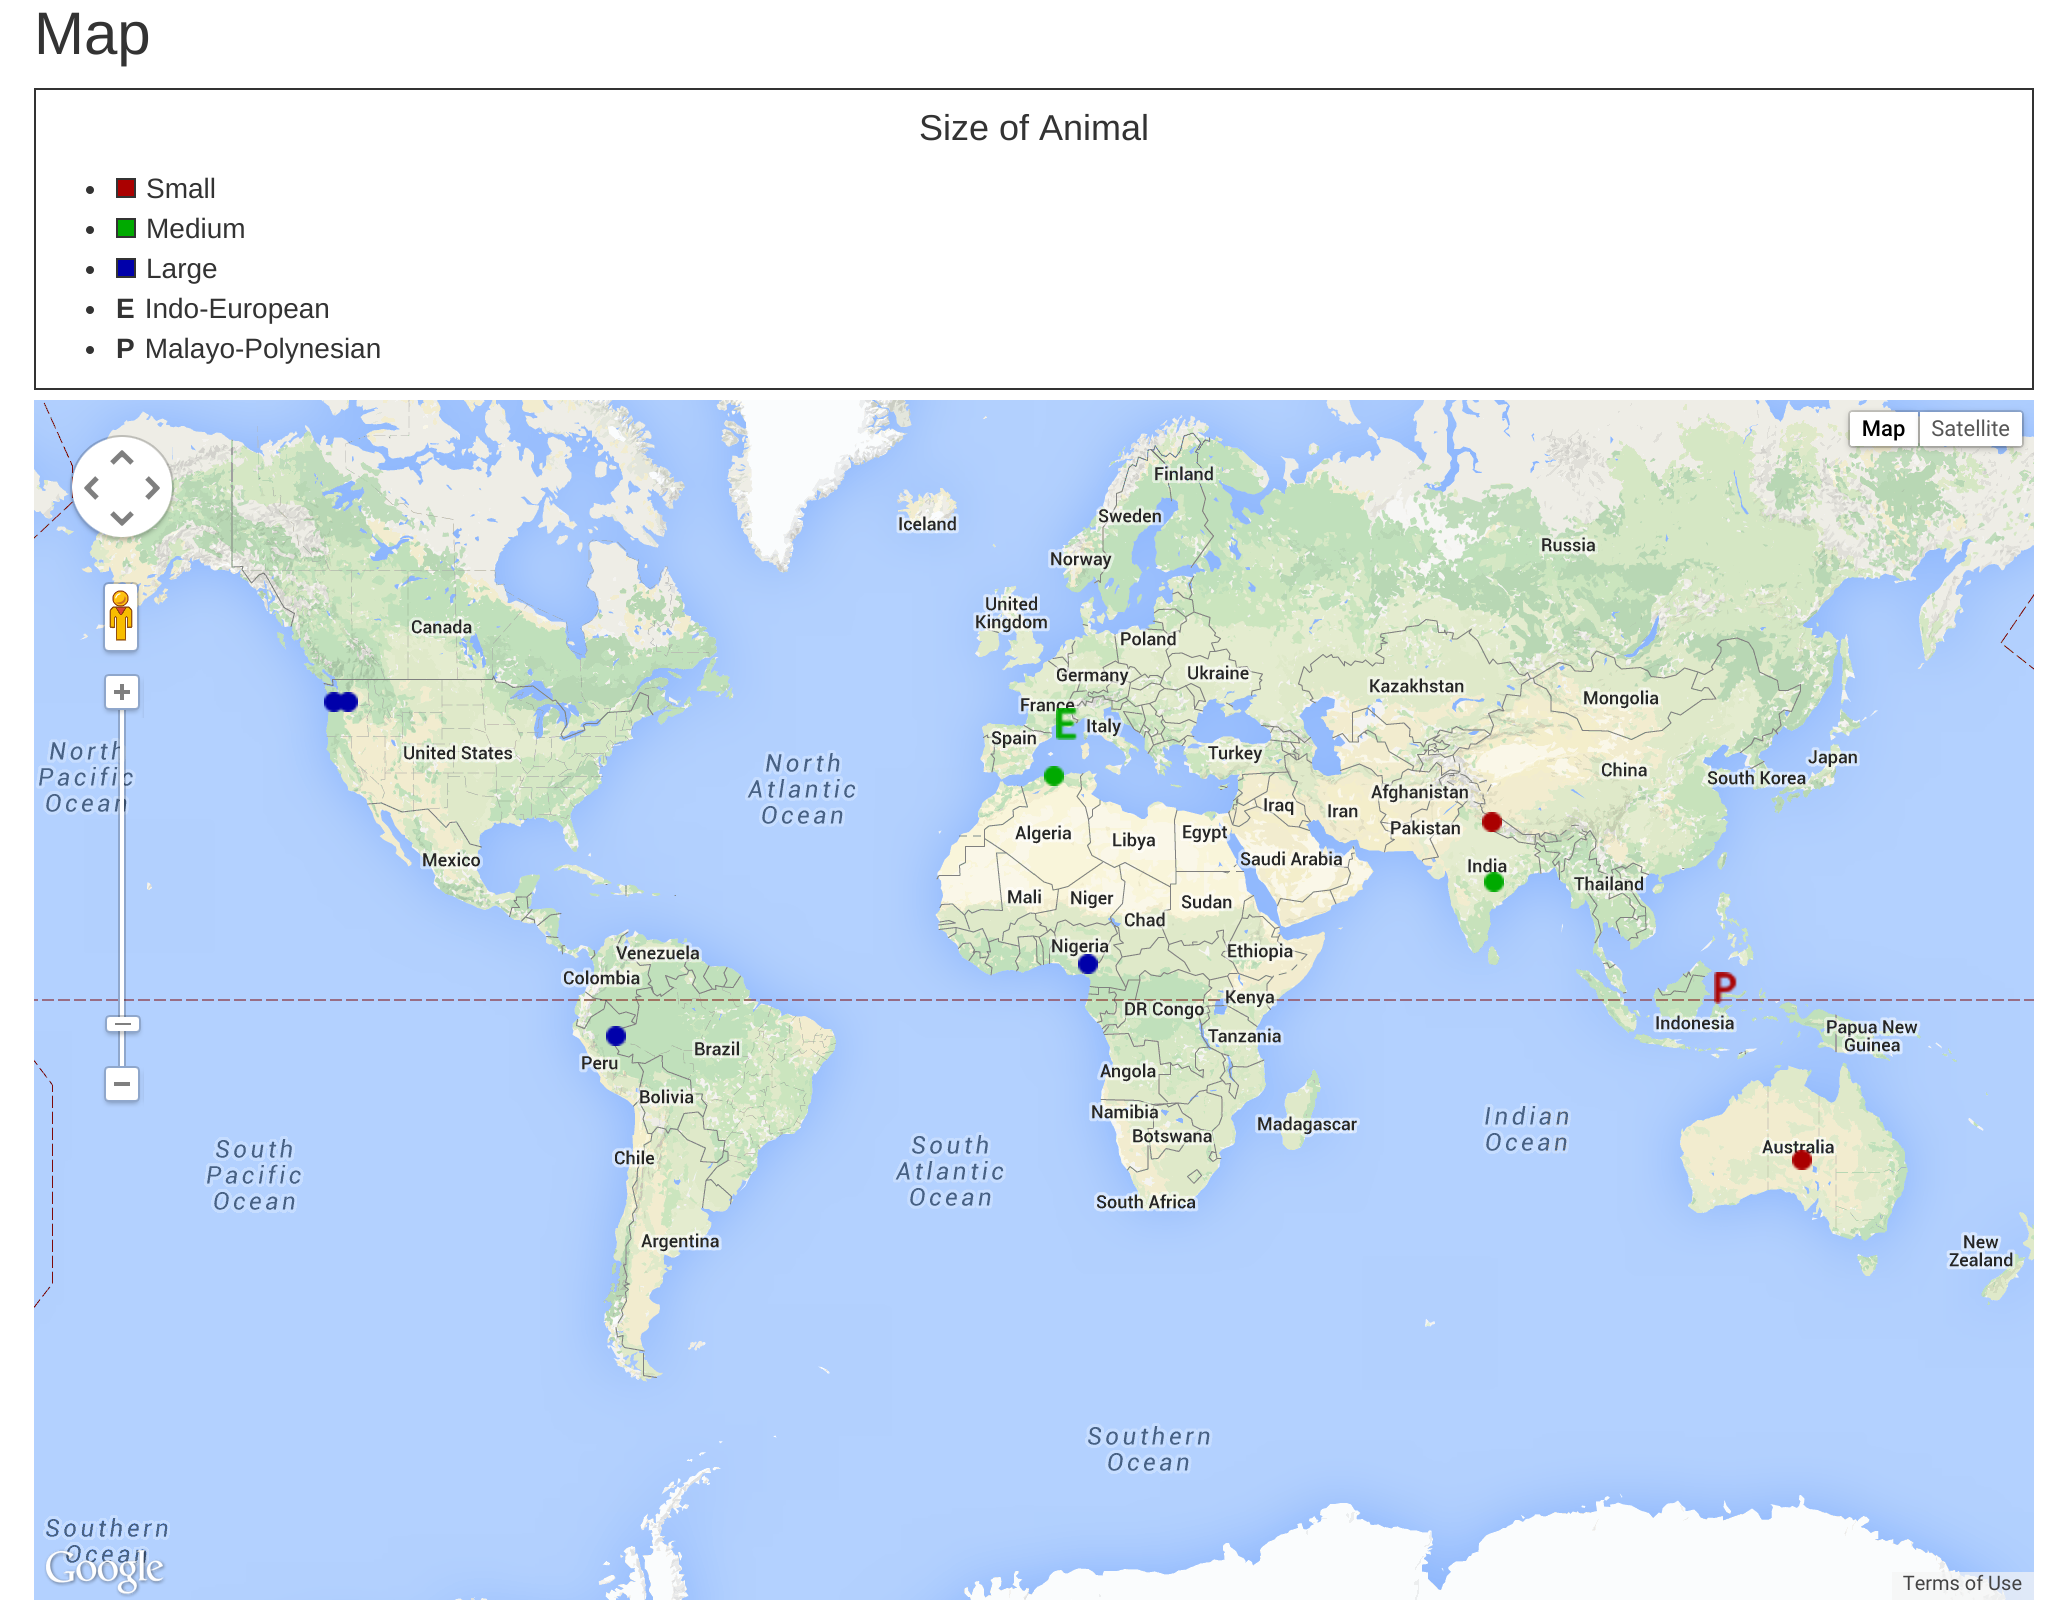 Map
Size of Animal
Small
Medium
Large
E Indo-European
P Malayo-Polynesian
Map Satellite
Finland
Iceland
Sweden
Norway
Russia
United
Kingdom
Canada
Poland
Germany
Ukraine
Kazakhstan
Mongolia
France
E
Italy
Spain
United States
Turkey
Japan
China
South Korea
North
Pacific
Ocean
North
Atlantic
Ocean
Afghanistan
Iraq
Iran
Pakistan
Algeria
Libya
Egypt
Saudi Arabia
Mexico
India
Thailand
Mali
Niger
Sudan
Chad
Nigeria
Ethiopia
Venezuela
Colombia
P
Kenya
DR Congo
Indonesia
Tanzania
Papua New
Guinea
Brazil
Peru
Angola
Bolivia
Namibia
Botswana
Madagascar
Indian
Ocean
Australia
South
Pacific
Ocean
Chile
South
Atlantic
Ocean
South Africa
Argentina
New
Zealand
Southern
Ocean
Southern
Ocean
Google
Terms of Use